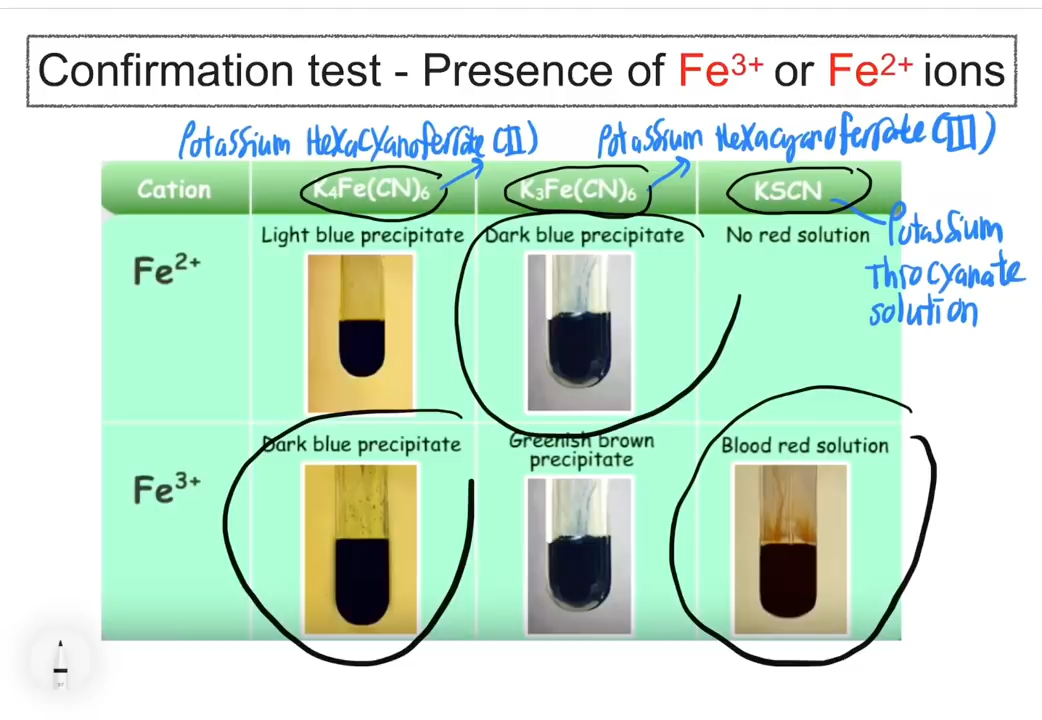 Confirmation test - Presence of Fe3+ or Fe2+ ions
Potassium Hexacyanoferrate (II)
Potassium Hexacyanoferrate (III)
Cation
K4Fe(CN)6
K3Fe(CN)6
KSCN
Potassium
Throcyanate
solution
Fe2+
Light blue precipitate
Dark blue precipitate
No red solution
Fe3+
Dark blue precipitate
Greenish brown
precipitate
Blood red solution